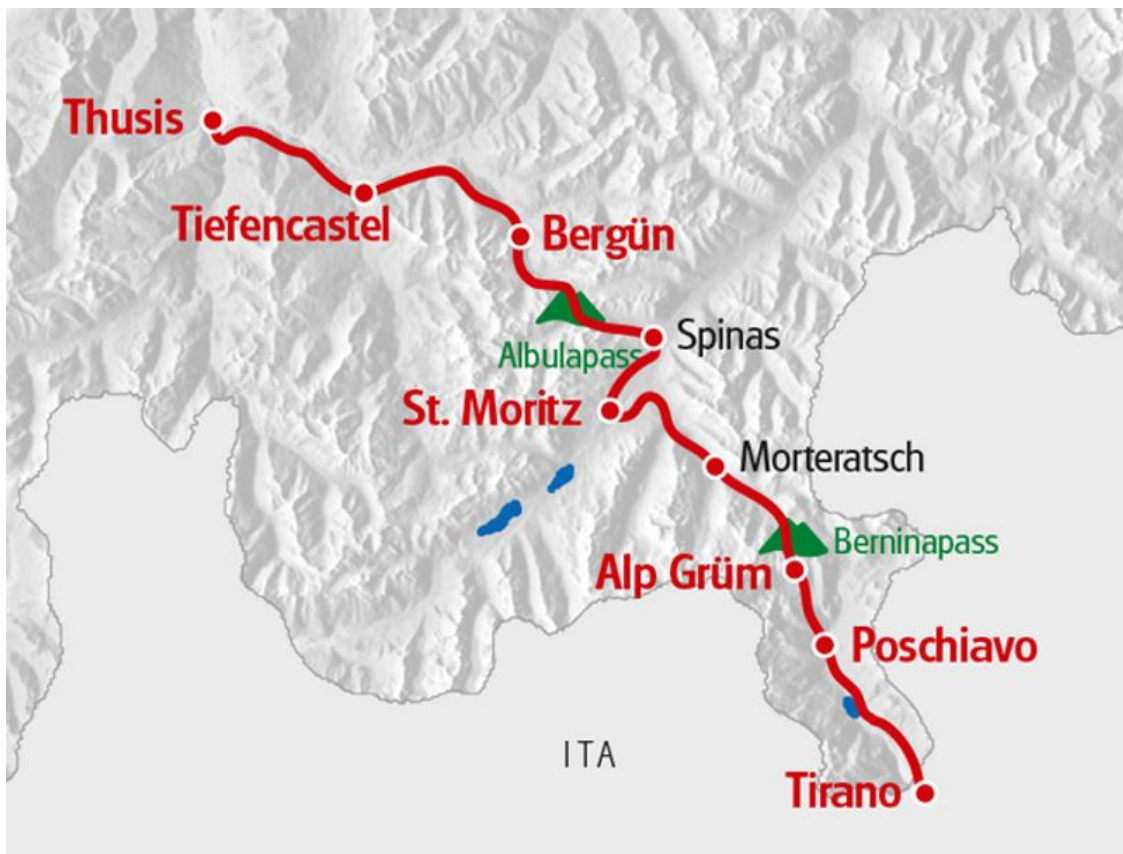 Thusis
Tiefencastel
Bergün
Spinas
Albulapass
St. Moritz
Morteratsch
Berninapass
Alp Grüm
Poschiavo
ITA
Tirano